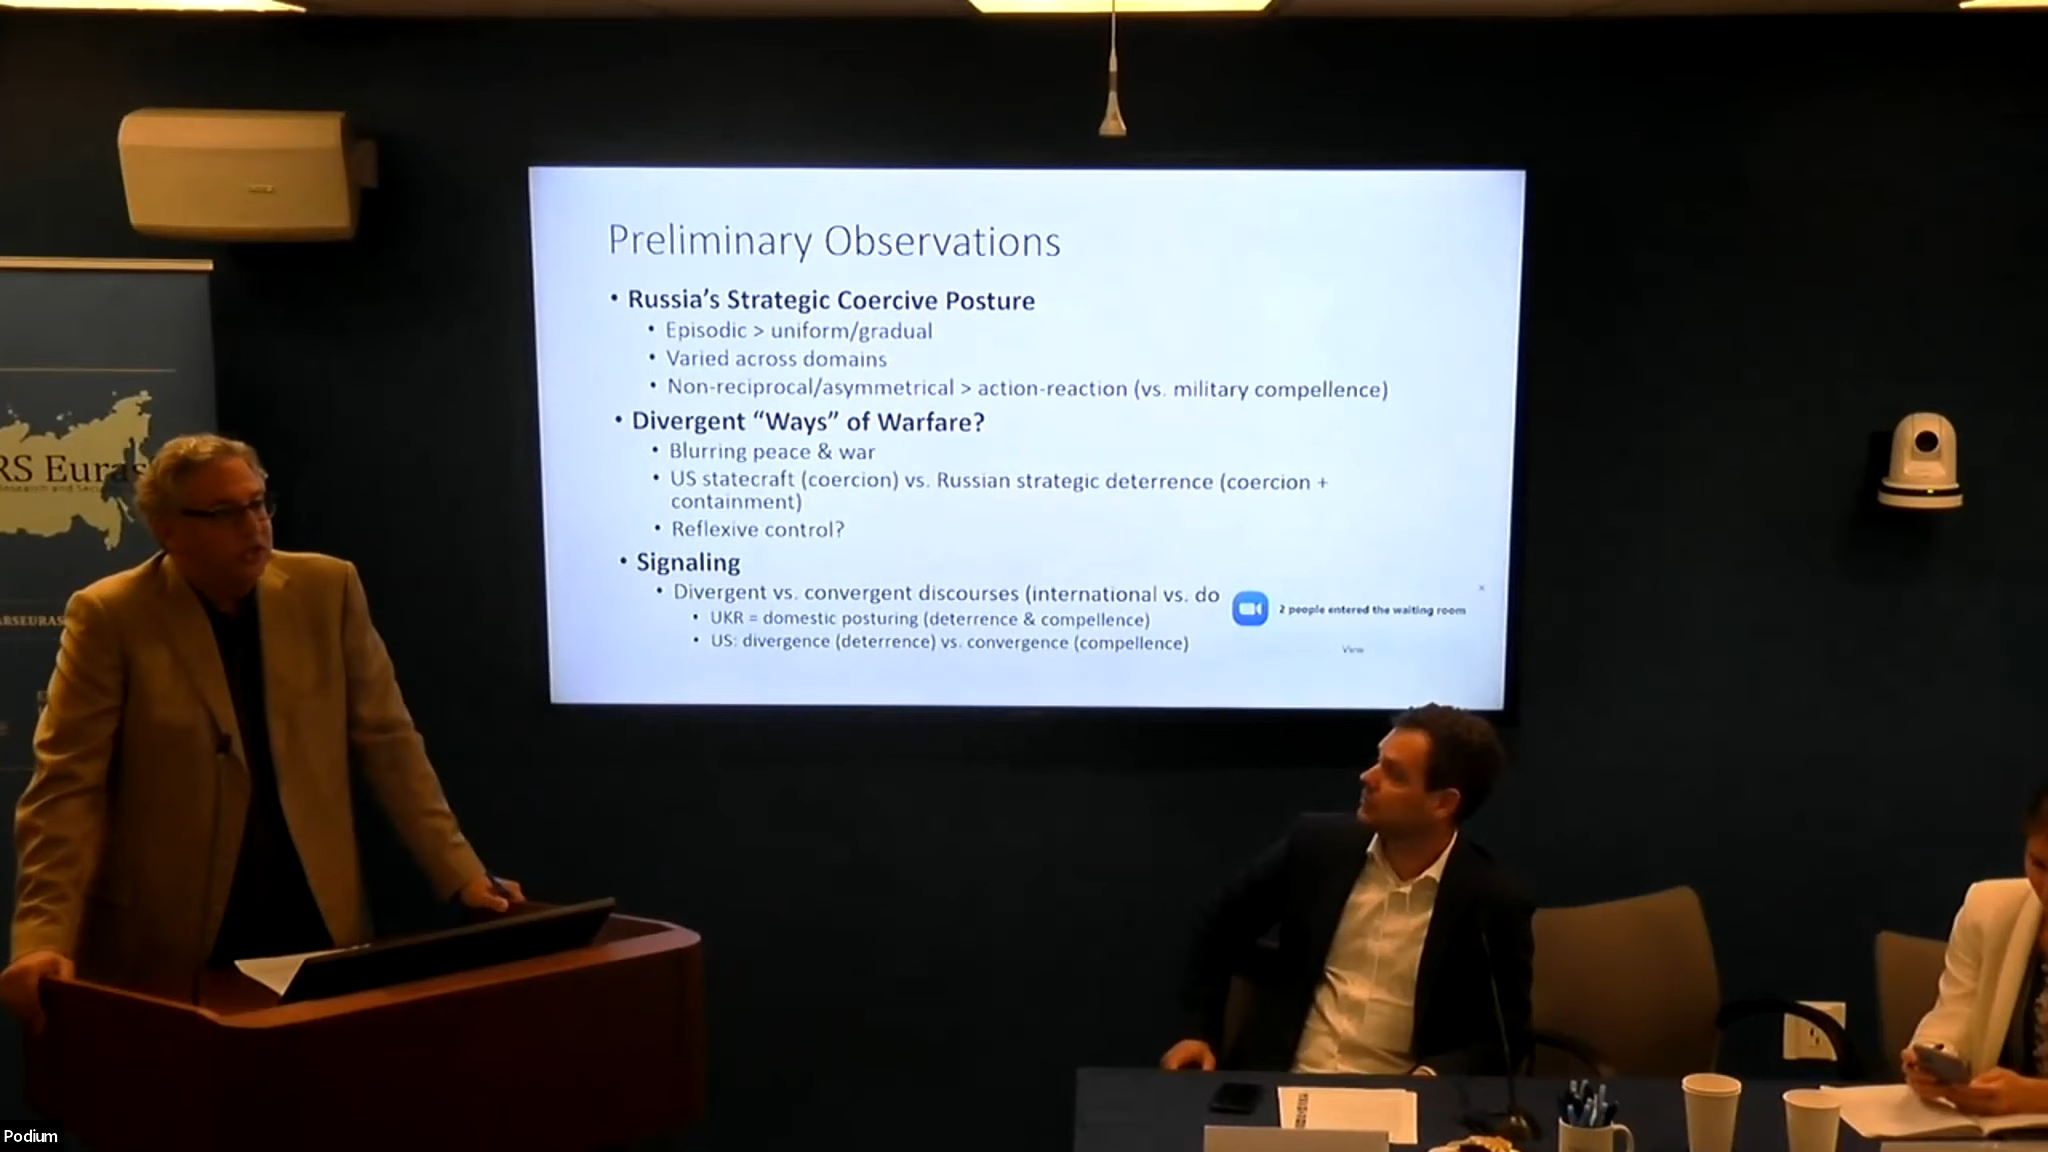 Preliminary Observations
• Russia's Strategic Coercive Posture
• Episodic > uniform/gradual
• Varied across domains
• Non-reciprocal/asymmetrical > action-reaction (vs. military compellence)
• Divergent "Ways" of Warfare?
• Blurring peace & war
• US statecraft (coercion) vs. Russian strategic deterrence (coercion +
containment)
• Reflexive control?
• Signaling
• Divergent vs. convergent discourses (international vs. do
• UKR = domestic posturing (deterrence & compellence)
• US: divergence (deterrence) vs. convergence (compellence)
2 people entered the waiting room
View
RS Euras
Podium